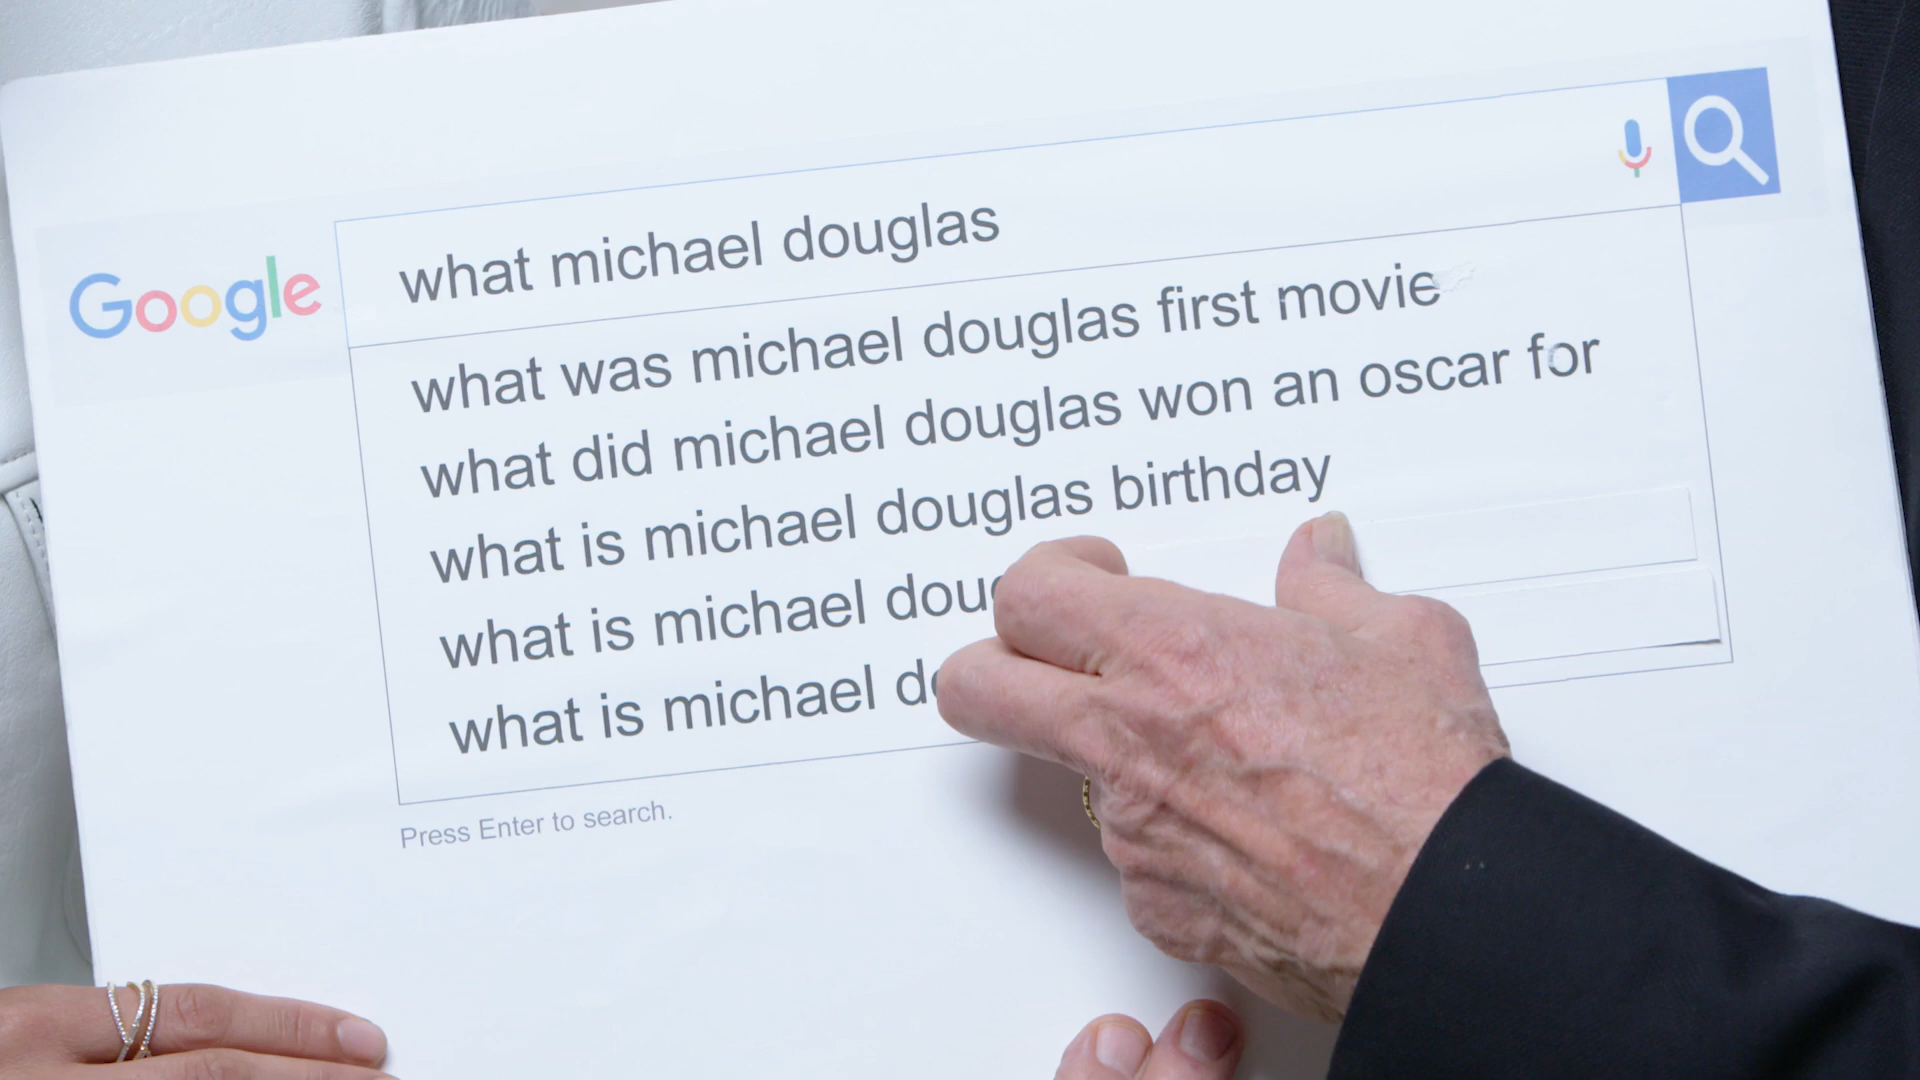 Google
what michael douglas
what was michael douglas first movie
what did michael douglas won an oscar for
what is michael douglas birthday
what is michael
what is michael
Press Enter to search.